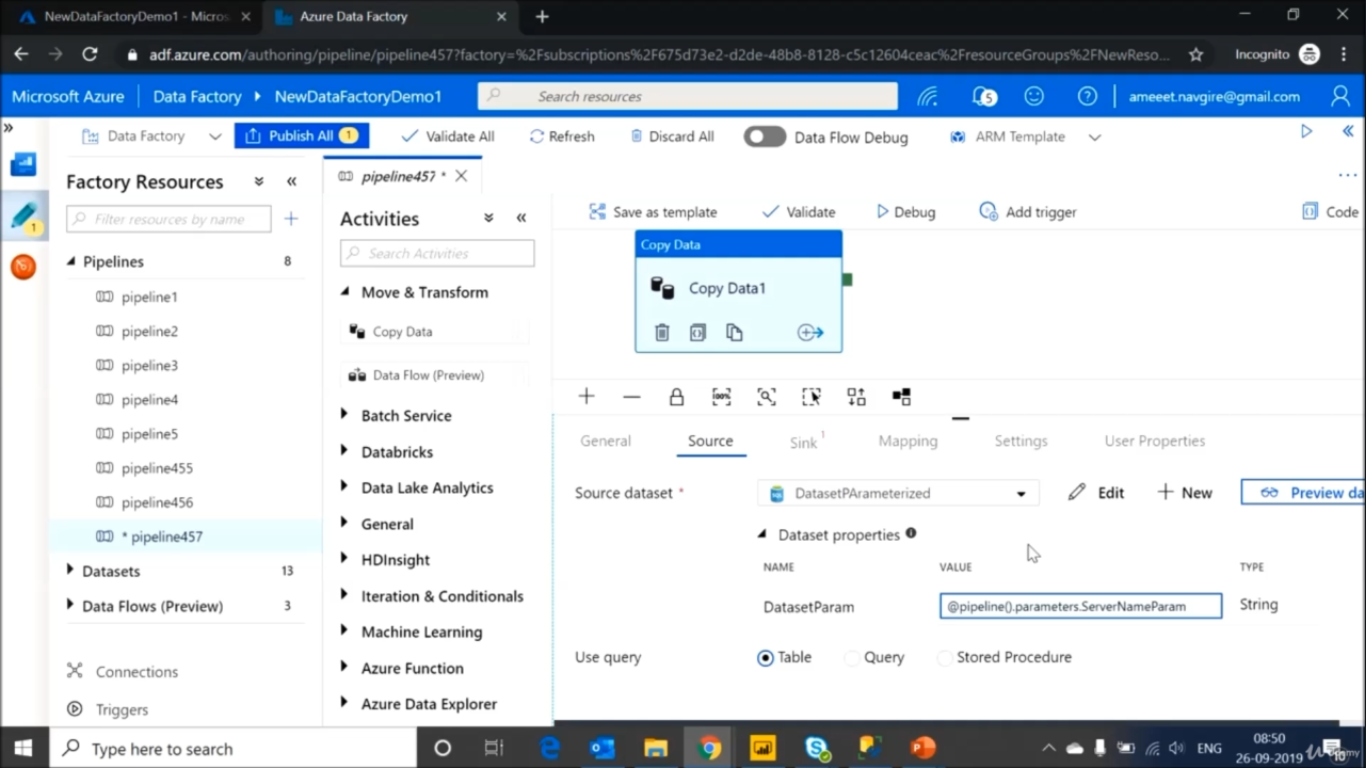 NewDataFactoryDemo1 - Micros
Azure Data Factory
adf.azure.com/authoring/pipeline/pipeline457?factory=%2Fsubscriptions%2F675d73e2-d2de-48b8-8128-c5c12604ceac%2FresourceGroups%2FNewReso...
Incognito
Microsoft Azure
Data Factory
NewDataFactoryDemo1
Search resources
5
ameeet.navgire@gmail.com
Data Factory
Publish All 1
Validate All
Refresh
Discard All
Data Flow Debug
ARM Template
Factory Resources
Filter resources by name
1
Pipelines 8
pipeline1
pipeline2
pipeline3
pipeline4
pipeline5
pipeline455
pipeline456
* pipeline457
Datasets 13
Data Flows (Preview) 3
Connections
Triggers
pipeline457 *
Activities
Search Activities
Move & Transform
Copy Data
Data Flow (Preview)
Batch Service
Databricks
Data Lake Analytics
General
HDInsight
Iteration & Conditionals
Machine Learning
Azure Function
Azure Data Explorer
Save as template
Validate
Debug
Add trigger
Code
Copy Data
Copy Data1
100%
General
Source
Sink 1
Mapping
Settings
User Properties
Source dataset *
DatasetPArameterized
Edit
New
Preview da
Dataset properties
NAME VALUE TYPE
DatasetParam @pipeline().parameters.ServerNameParam String
Use query
Table
Query
Stored Procedure
Type here to search
ENG
08:50
26-09-2019
10
Udemy